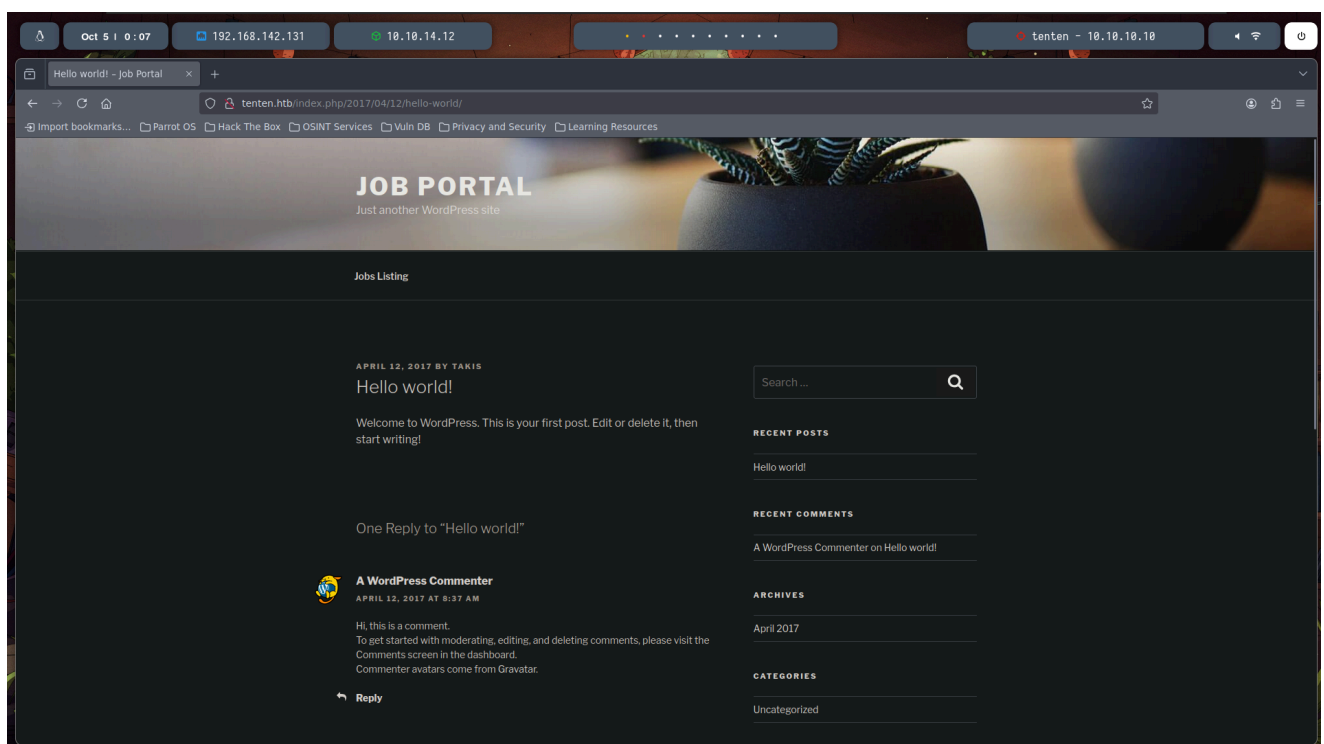 Oct 5 | 0:07
192.168.142.131
10.10.14.12
tenten - 10.10.10.10
Hello world! – Job Portal
tenten.htb/index.php/2017/04/12/hello-world/
Import bookmarks... Parrot OS Hack The Box OSINT Services Vuln DB Privacy and Security Learning Resources
JOB PORTAL
Just another WordPress site
Jobs Listing
APRIL 12, 2017 BY TAKIS
Hello world!
Welcome to WordPress. This is your first post. Edit or delete it, then
start writing!
One Reply to “Hello world!”
A WordPress Commenter
APRIL 12, 2017 AT 8:37 AM
Hi, this is a comment.
To get started with moderating, editing, and deleting comments, please visit the
Comments screen in the dashboard.
Commenter avatars come from Gravatar.
Reply
Search ...
RECENT POSTS
Hello world!
RECENT COMMENTS
A WordPress Commenter on Hello world!
ARCHIVES
April 2017
CATEGORIES
Uncategorized